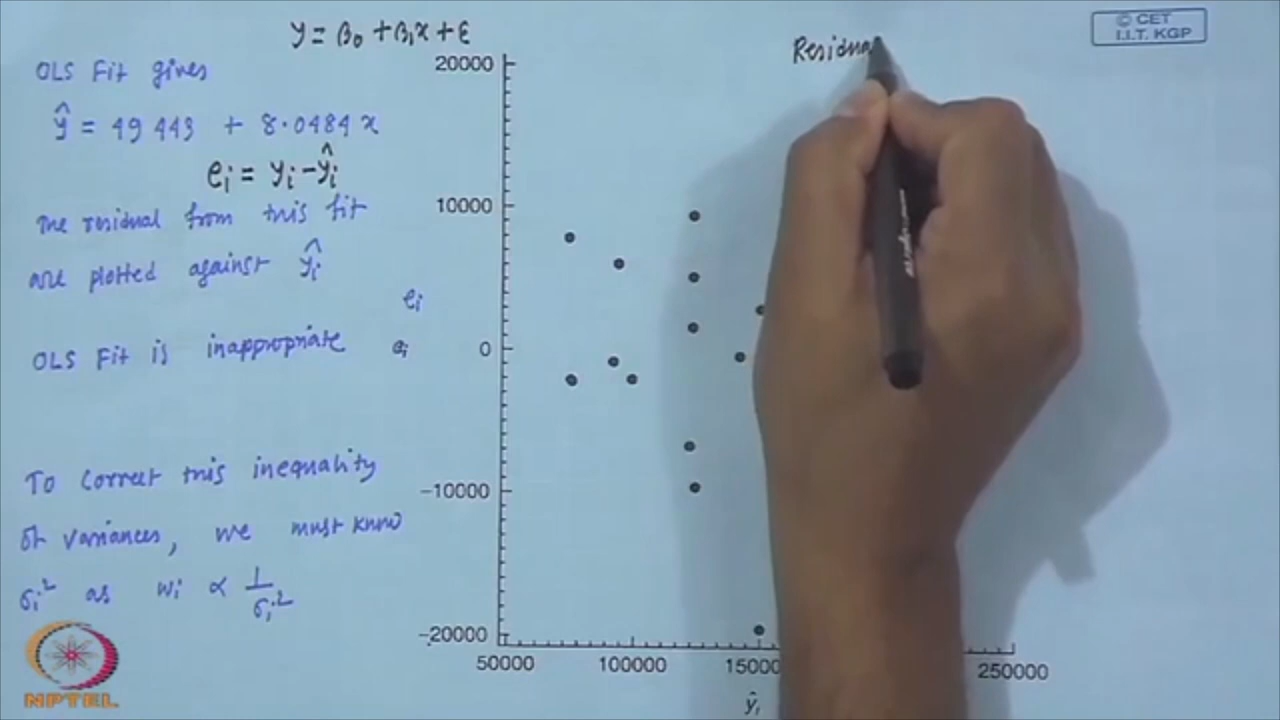 y = β₀ + β₁x + ε
OLS Fit gives
ŷ = 49 443 + 8.0484 x
eᵢ = yᵢ − ŷᵢ
The residual from this fit
are plotted against ŷᵢ
OLS Fit is inappropriate
To correct this inequality
of variances, we must know
σᵢ² as wᵢ ∝ 1/σᵢ²
Residua
© CET
I.I.T. KGP
20000
10000
eᵢ
eᵢ
0
−10000
−20000
50000 100000 15000 250000
ŷᵢ
NPTEL